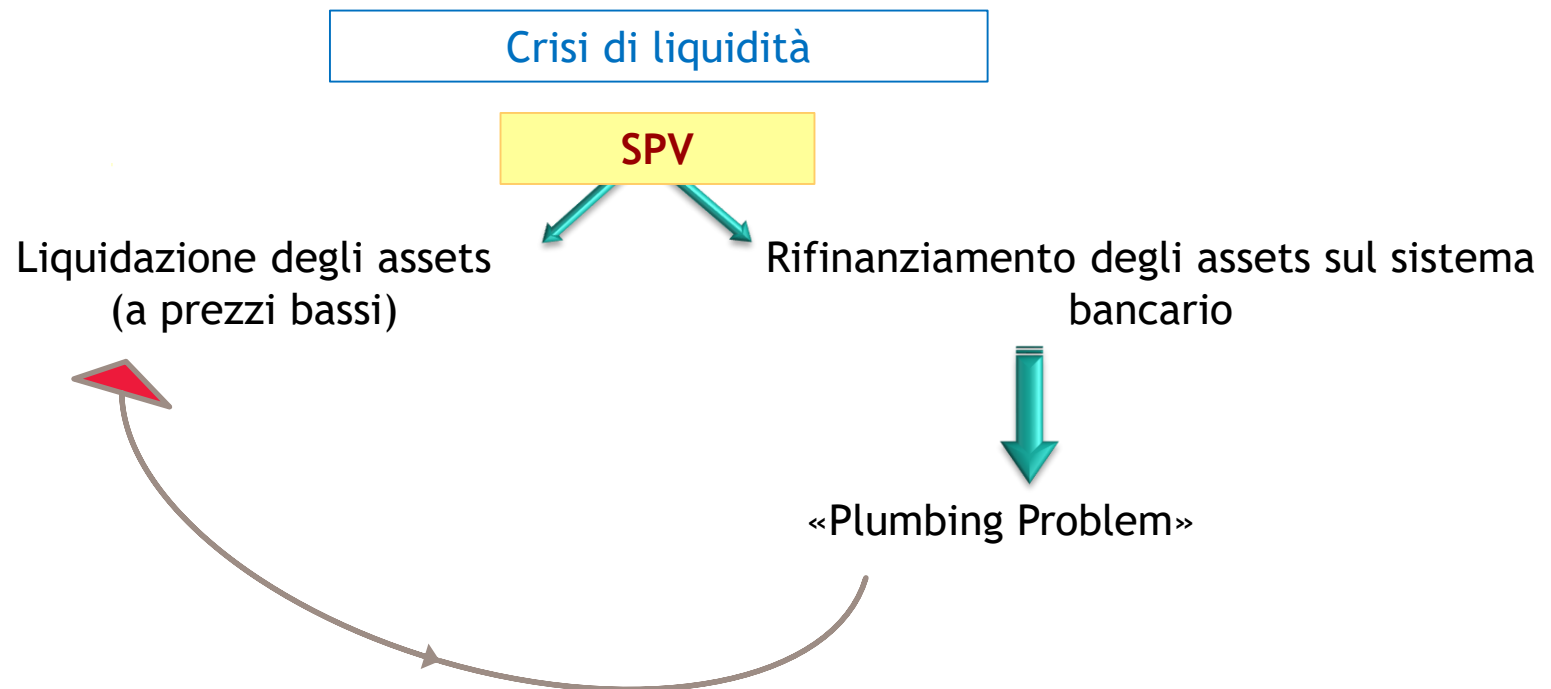 Crisi di liquidità
SPV
Liquidazione degli assets
(a prezzi bassi)
Rifinanziamento degli assets sul sistema
bancario
«Plumbing Problem»